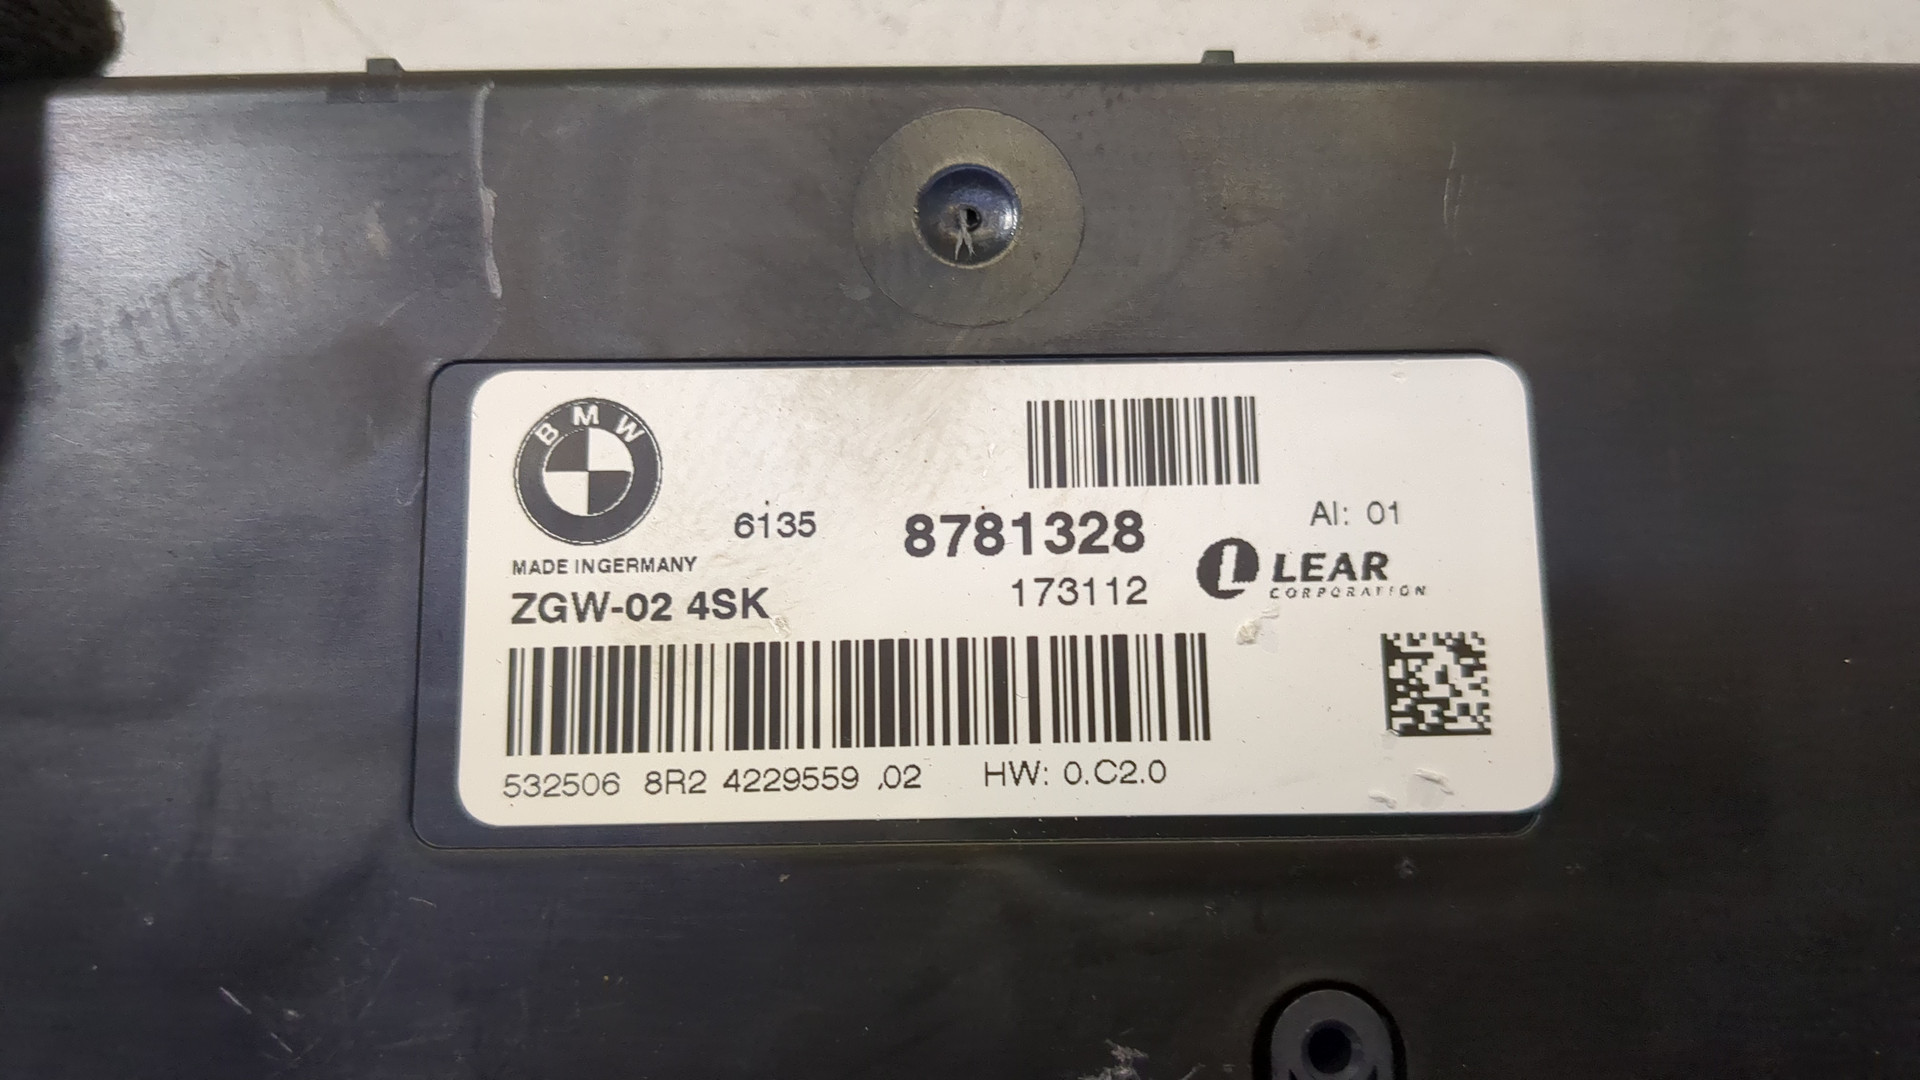 BMW
6135 8781328 AI: 01
MADE INGERMANY
ZGW-02 4SK 173112 LEAR
CORPORATION
532506 8R2 4229559 .02 HW: 0.C2.0